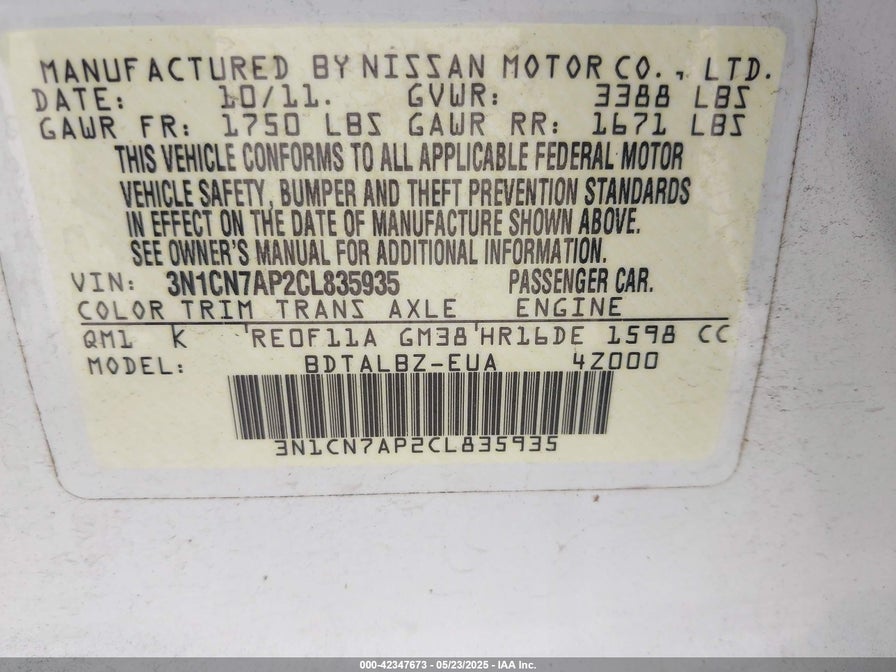 MANUFACTURED BY NISSAN MOTOR CO., LTD.
DATE: 10/11. GVWR: 3388 LBS
GAWR FR: 1750 LBS GAWR RR: 1671 LBS
THIS VEHICLE CONFORMS TO ALL APPLICABLE FEDERAL MOTOR
VEHICLE SAFETY, BUMPER AND THEFT PREVENTION STANDARDS
IN EFFECT ON THE DATE OF MANUFACTURE SHOWN ABOVE.
SEE OWNER'S MANUAL FOR ADDITIONAL INFORMATION.
VIN: 3N1CN7AP2CL835935 PASSENGER CAR.
COLOR TRIM TRANS AXLE ENGINE
QM1 K 'RE0F11A GM38'HR16DE 1598 CC
MODEL: BDTALBZ-EUA 4Z000
3N1CN7AP2CL835935
000-42347673 - 05/23/2025 - IAA Inc.